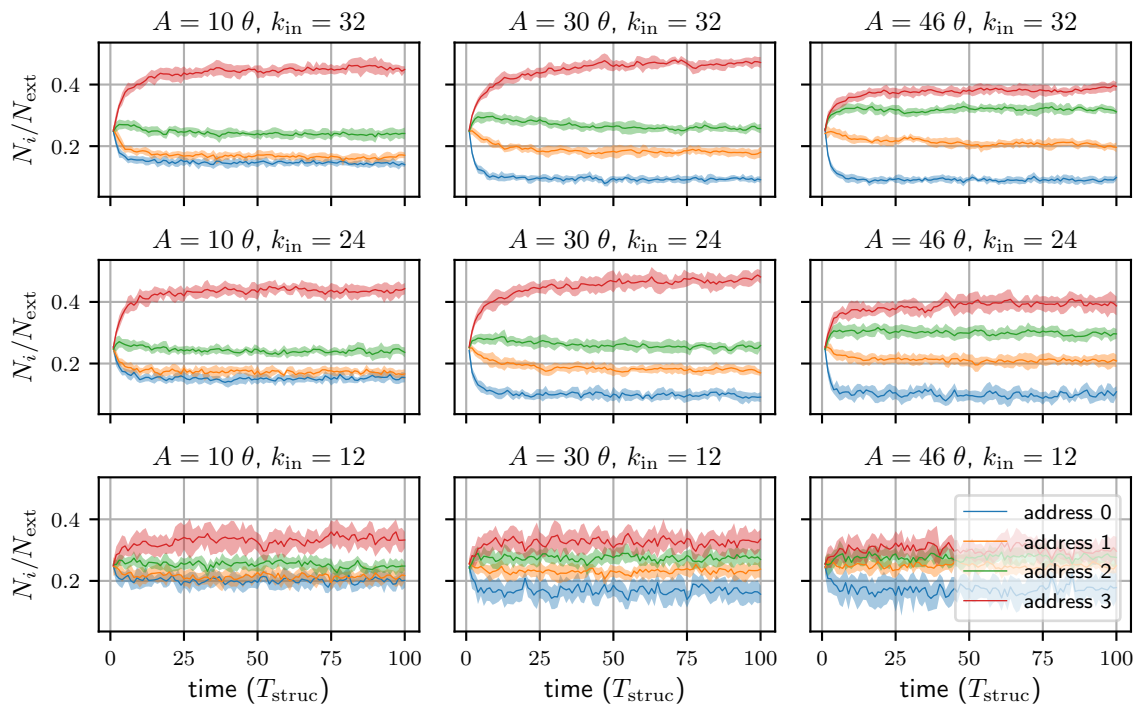 A = 10 θ, k_in = 32
A = 30 θ, k_in = 32
A = 46 θ, k_in = 32
N_i/N_ext
0.4
0.2
A = 10 θ, k_in = 24
A = 30 θ, k_in = 24
A = 46 θ, k_in = 24
N_i/N_ext
0.4
0.2
A = 10 θ, k_in = 12
A = 30 θ, k_in = 12
A = 46 θ, k_in = 12
N_i/N_ext
0.4
0.2
address 0
address 1
address 2
address 3
0 25 50 75 100
0 25 50 75 100
0 25 50 75 100
time (T_struc)
time (T_struc)
time (T_struc)